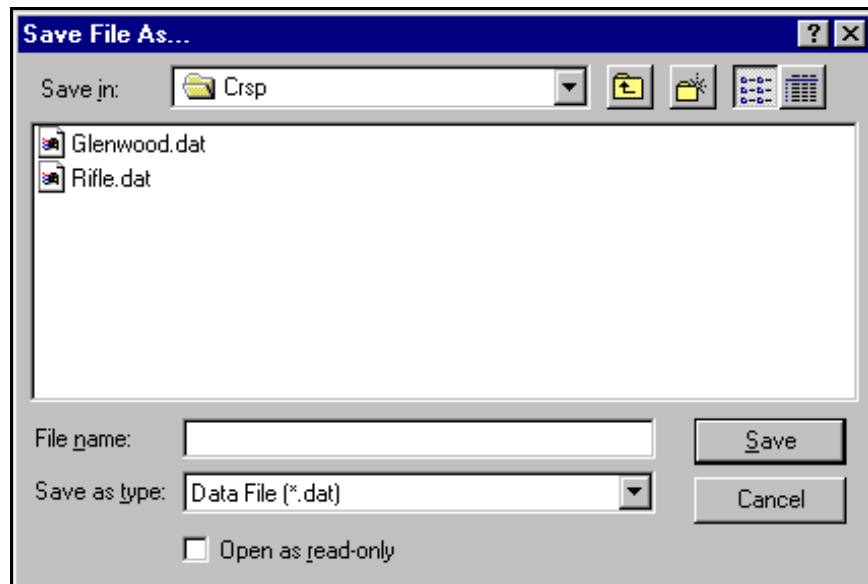 Save File As...
Save in: Crsp
Glenwood.dat
Rifle.dat
File name: Save
Save as type: Data File (*.dat) Cancel
Open as read-only